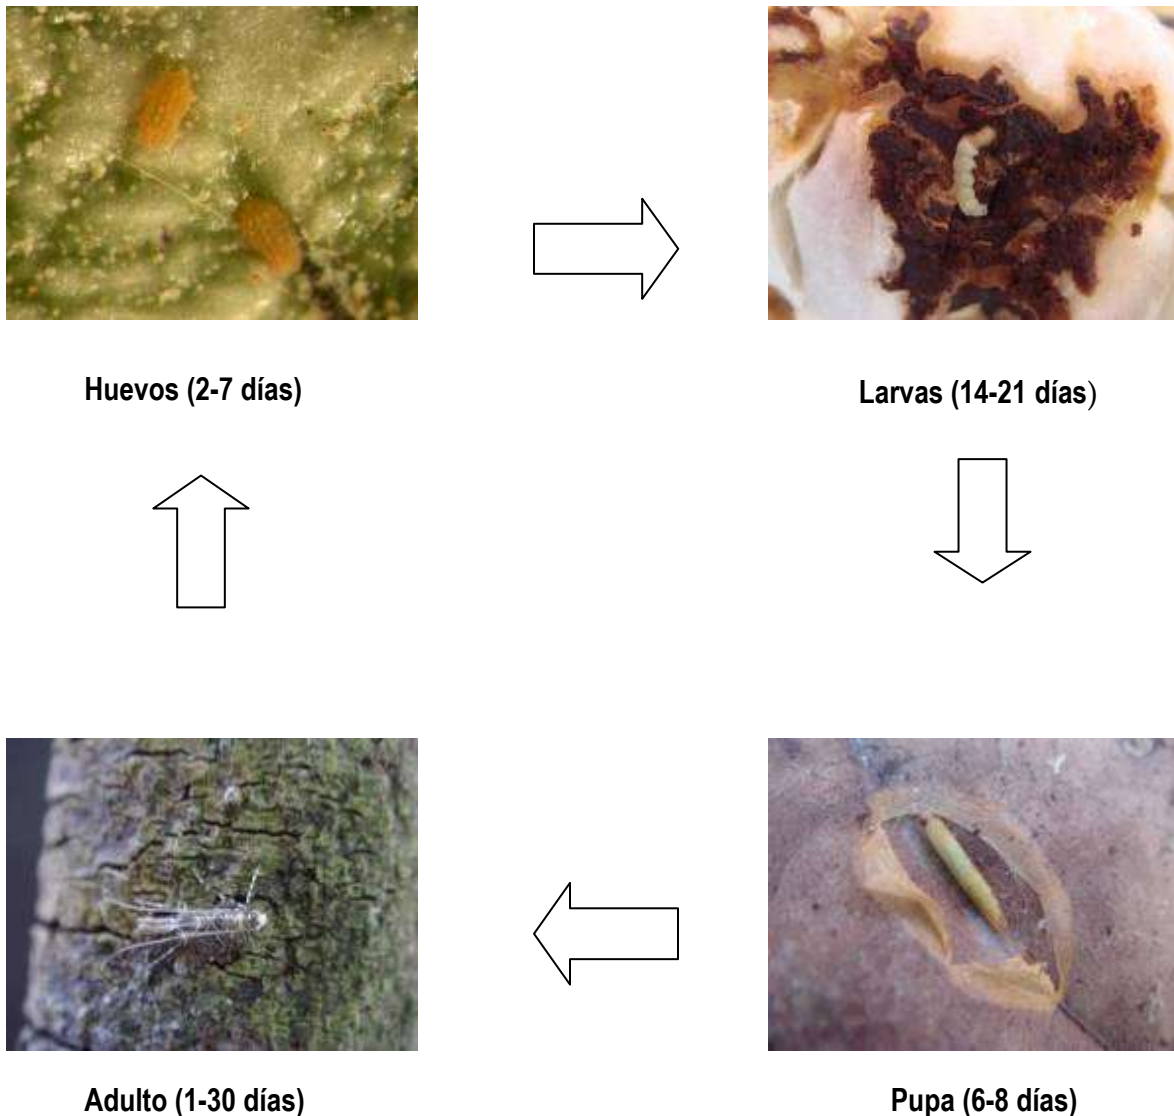 Huevos (2-7 días)
Larvas (14-21 días)
Adulto (1-30 días)
Pupa (6-8 días)